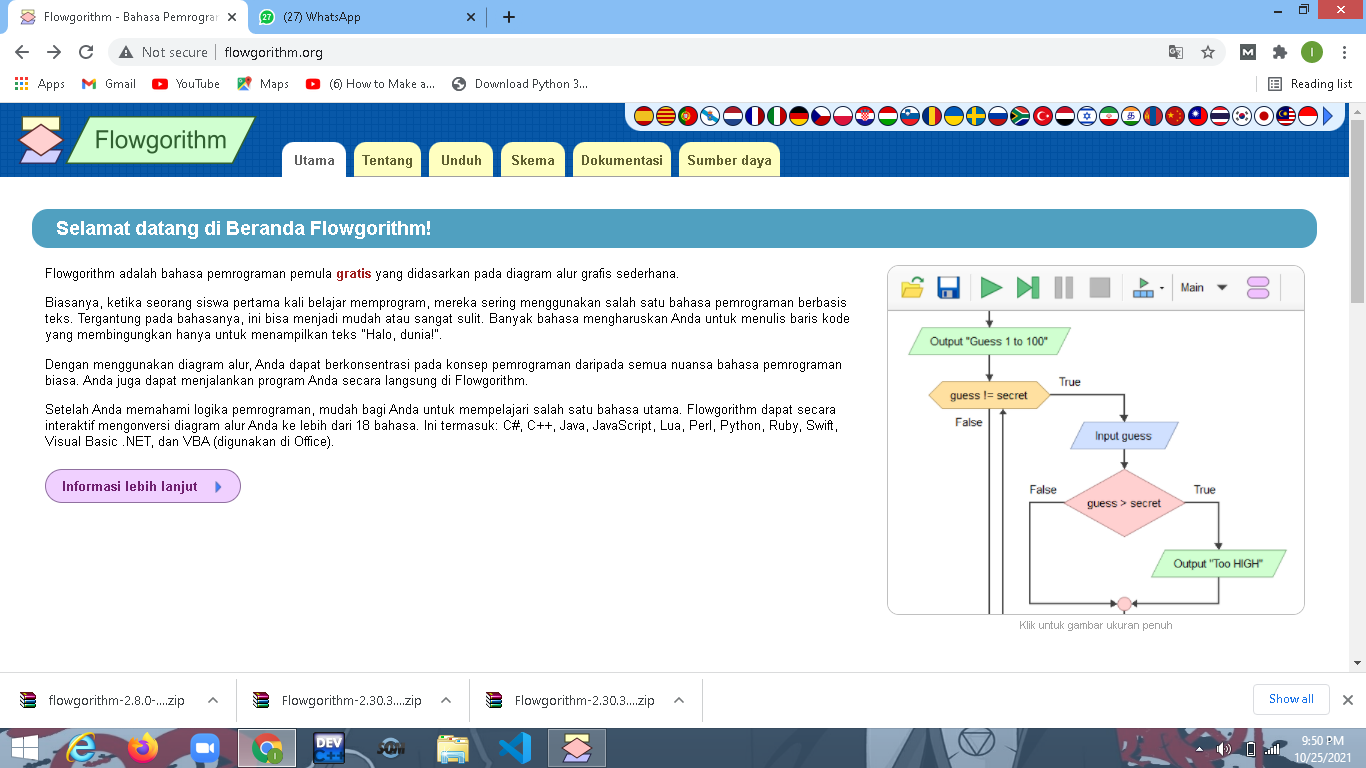 Flowgorithm - Bahasa Pemrogran
(27) WhatsApp
Not secure
flowgorithm.org
Apps
Gmail
YouTube
Maps
(6) How to Make a...
Download Python 3...
Reading list
Flowgorithm
Utama
Tentang
Unduh
Skema
Dokumentasi
Sumber daya
Selamat datang di Beranda Flowgorithm!
Flowgorithm adalah bahasa pemrograman pemula gratis yang didasarkan pada diagram alur grafis sederhana.
Biasanya, ketika seorang siswa pertama kali belajar memprogram, mereka sering menggunakan salah satu bahasa pemrograman berbasis
teks. Tergantung pada bahasanya, ini bisa menjadi mudah atau sangat sulit. Banyak bahasa mengharuskan Anda untuk menulis baris kode
yang membingungkan hanya untuk menampilkan teks "Halo, dunia!".
Dengan menggunakan diagram alur, Anda dapat berkonsentrasi pada konsep pemrograman daripada semua nuansa bahasa pemrograman
biasa. Anda juga dapat menjalankan program Anda secara langsung di Flowgorithm.
Setelah Anda memahami logika pemrograman, mudah bagi Anda untuk mempelajari salah satu bahasa utama. Flowgorithm dapat secara
interaktif mengonversi diagram alur Anda ke lebih dari 18 bahasa. Ini termasuk: C#, C++, Java, JavaScript, Lua, Perl, Python, Ruby, Swift,
Visual Basic .NET, dan VBA (digunakan di Office).
Informasi lebih lanjut
Main
Output "Guess 1 to 100"
guess != secret
True
False
Input guess
False
True
guess > secret
Output "Too HIGH"
Klik untuk gambar ukuran penuh
flowgorithm-2.8.0-....zip
Flowgorithm-2.30.3....zip
Flowgorithm-2.30.3....zip
Show all
DEV
C++
9:50 PM
10/25/2021